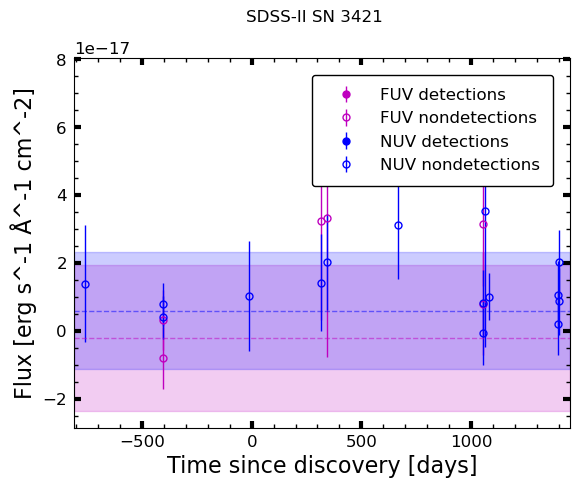 SDSS-II SN 3421
1e−17
8
6
4
2
0
−2
Flux [erg s^-1 Å^-1 cm^-2]
FUV detections
FUV nondetections
NUV detections
NUV nondetections
−500 0 500 1000
Time since discovery [days]